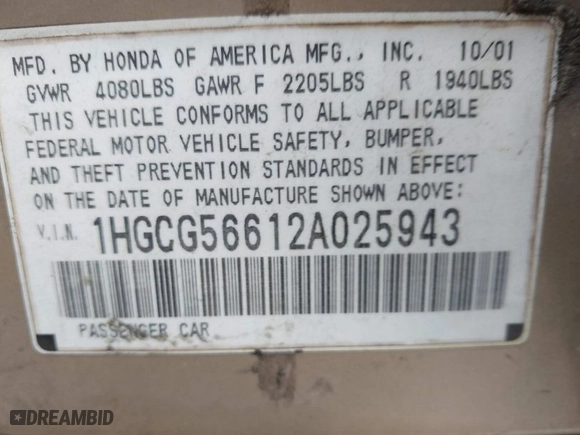 MFD. BY HONDA OF AMERICA MFG., INC. 10/01
GVWR 4080LBS GAWR F 2205LBS R 1940LBS
THIS VEHICLE CONFORMS TO ALL APPLICABLE
FEDERAL MOTOR VEHICLE SAFETY, BUMPER,
AND THEFT PREVENTION STANDARDS IN EFFECT
ON THE DATE OF MANUFACTURE SHOWN ABOVE:
V.I.N. 1HGCG56612A025943
PASSENGER CAR
DREAMBID